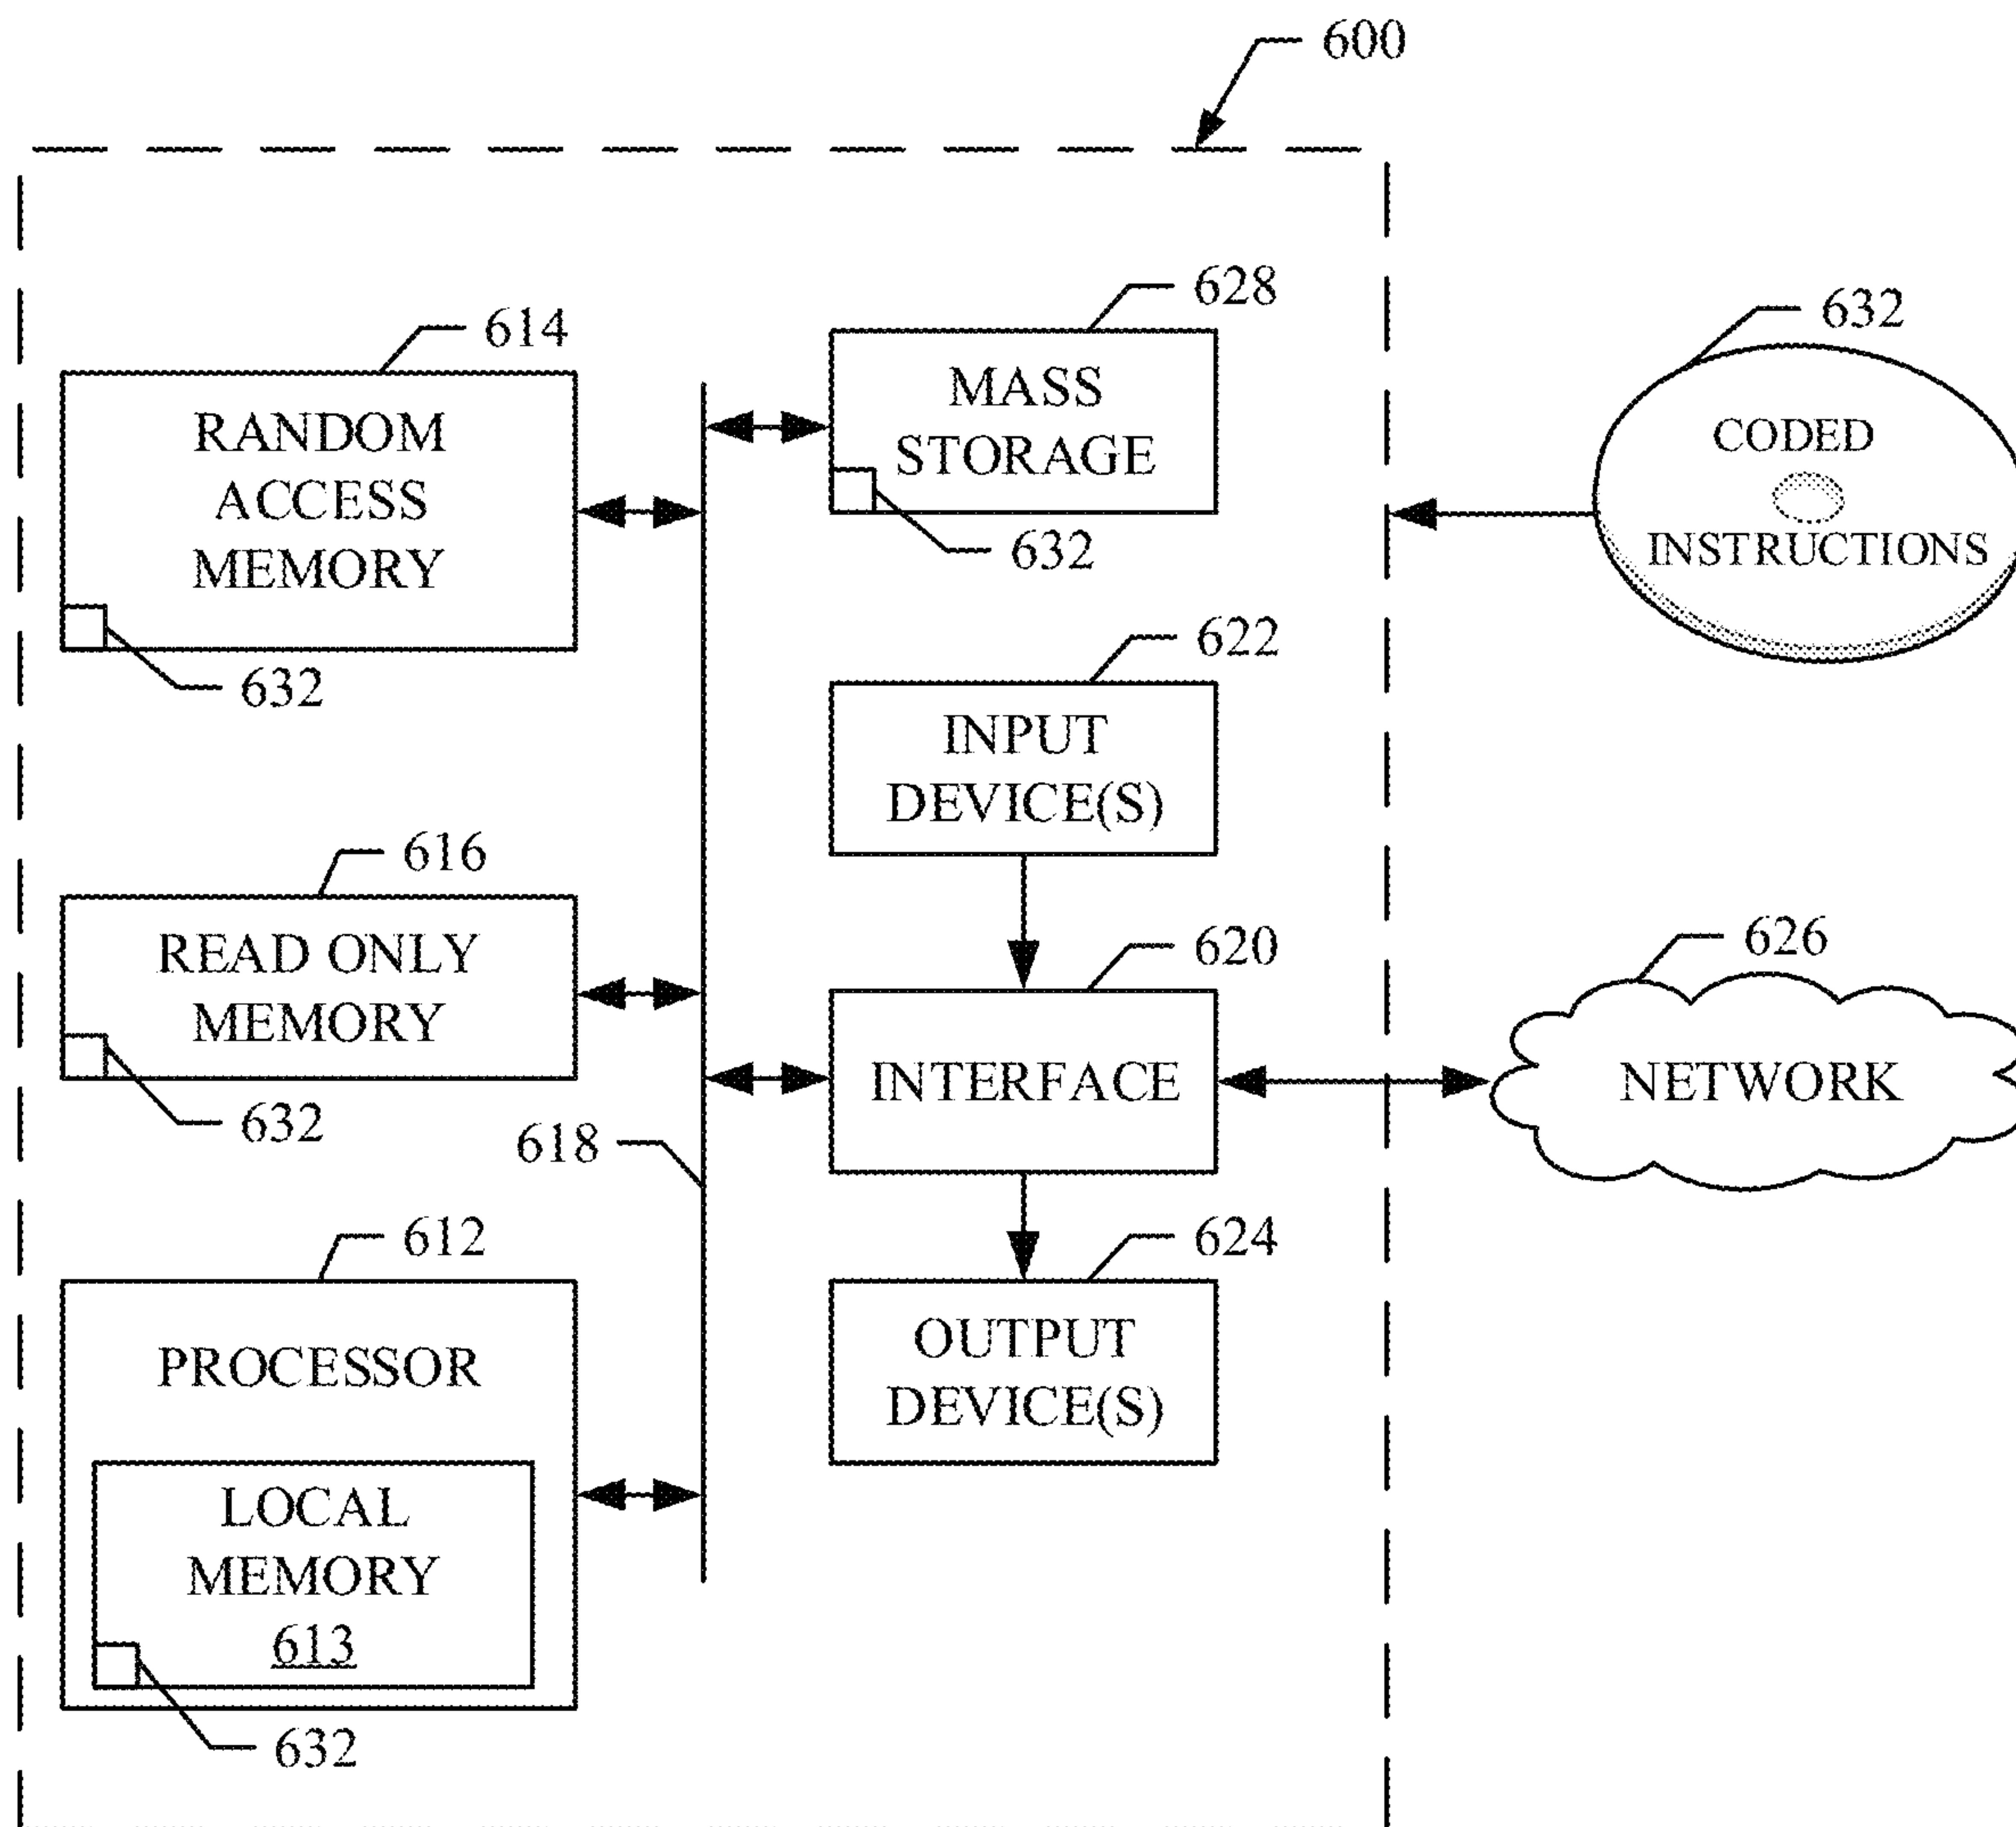 600
628
614
632
MASS
STORAGE
RANDOM
ACCESS
MEMORY
CODED
INSTRUCTIONS
632
632
622
INPUT
DEVICE(S)
616
620
626
READ ONLY
MEMORY
INTERFACE
NETWORK
632
618
612
624
PROCESSOR
OUTPUT
DEVICE(S)
LOCAL
MEMORY
613
632